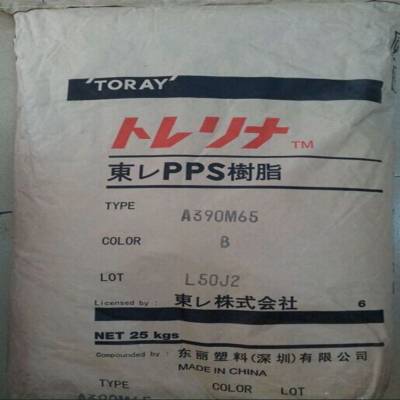 'TORAY'
トレリナ™
東レPPS樹脂
TYPE A390M65
COLOR B
LOT L50J2
Licensed by : 東レ株式会社 6
NET 25 kgs
Compounded by : 东丽塑料(深圳)有限公司
MADE IN CHINA
TYPE COLOR LOT
A390M65